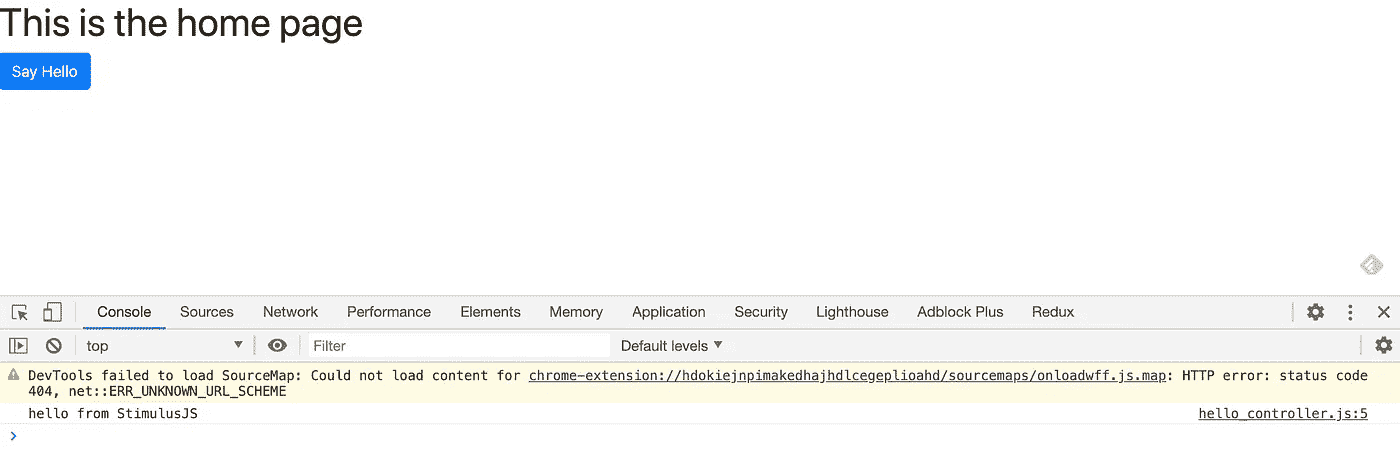 This is the home page
Say Hello
Console Sources Network Performance Elements Memory Application Security Lighthouse Adblock Plus Redux
top Filter Default levels
DevTools failed to load SourceMap: Could not load content for chrome-extension://hdokiejnpimakedhajhdlcegeplioahd/sourcemaps/onloadwff.js.map: HTTP error: status code
404, net::ERR_UNKNOWN_URL_SCHEME
hello from StimulusJS hello_controller.js:5